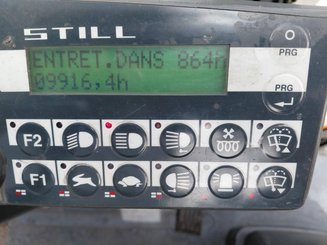 STILL
ENTRET.DANS 864h
09916,4h
PRG
PRG
F2
F1